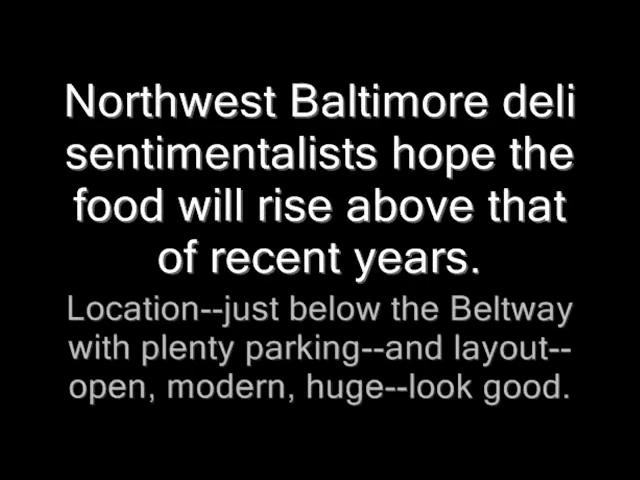 Northwest Baltimore deli
sentimentalists hope the
food will rise above that
of recent years.
Location--just below the Beltway
with plenty parking--and layout--
open, modern, huge--look good.